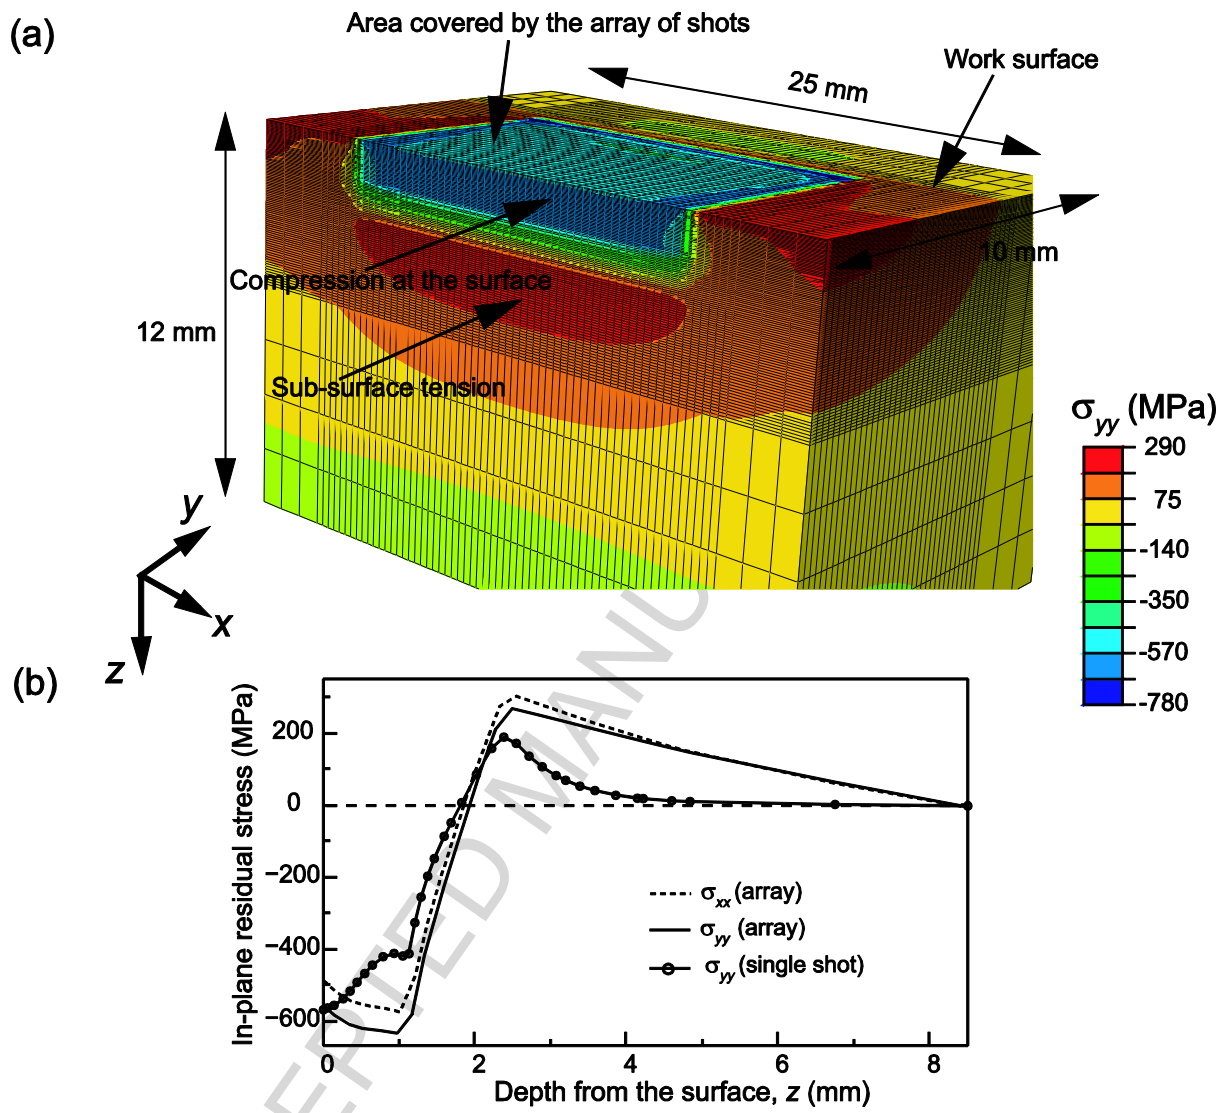 (a)
Area covered by the array of shots
Work surface
25 mm
10 mm
12 mm
Compression at the surface
Sub-surface tension
σyy (MPa)
290
75
-140
-350
-570
-780
y
x
z
(b)
In-plane residual stress (MPa)
200
0
−200
−400
−600
σxx (array)
σyy (array)
σyy (single shot)
0 2 4 6 8
Depth from the surface, z (mm)
EPTED MANU